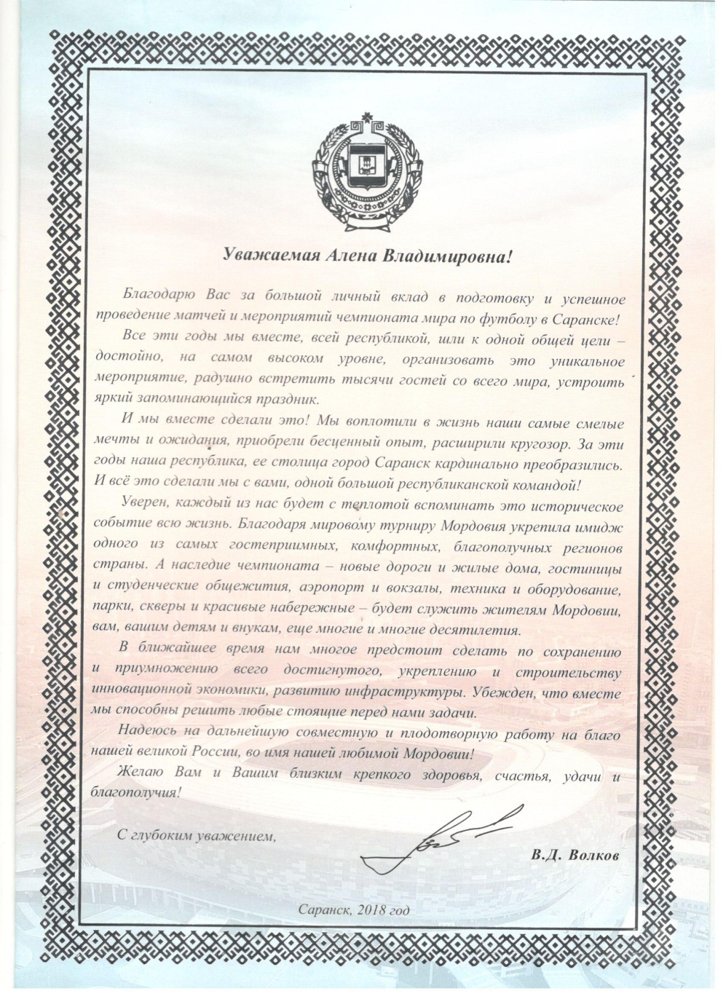 Уважаемая Алена Владимировна!
Благодарю Вас за большой личный вклад в подготовку и успешное
проведение матчей и мероприятий чемпионата мира по футболу в Саранске!
Все эти годы мы вместе, всей республикой, шли к одной общей цели –
достойно, на самом высоком уровне, организовать это уникальное
мероприятие, радушно встретить тысячи гостей со всего мира, устроить
яркий запоминающийся праздник.
И мы вместе сделали это! Мы воплотили в жизнь наши самые смелые
мечты и ожидания, приобрели бесценный опыт, расширили кругозор. За эти
годы наша республика, ее столица город Саранск кардинально преобразились.
И всё это сделали мы с вами, одной большой республиканской командой!
Уверен, каждый из нас будет с теплотой вспоминать это историческое
событие всю жизнь. Благодаря мировому турниру Мордовия укрепила имидж
одного из самых гостеприимных, комфортных, благополучных регионов
страны. А наследие чемпионата – новые дороги и жилые дома, гостиницы
и студенческие общежития, аэропорт и вокзалы, техника и оборудование,
парки, скверы и красивые набережные – будет служить жителям Мордовии,
вам, вашим детям и внукам, еще многие и многие десятилетия.
В ближайшее время нам многое предстоит сделать по сохранению
и приумножению всего достигнутого, укреплению и строительству
инновационной экономики, развитию инфраструктуры. Убежден, что вместе
мы способны решить любые стоящие перед нами задачи.
Надеюсь на дальнейшую совместную и плодотворную работу на благо
нашей великой России, во имя нашей любимой Мордовии!
Желаю Вам и Вашим близким крепкого здоровья, счастья, удачи и
благополучия!
С глубоким уважением,
В.Д. Волков
Саранск, 2018 год